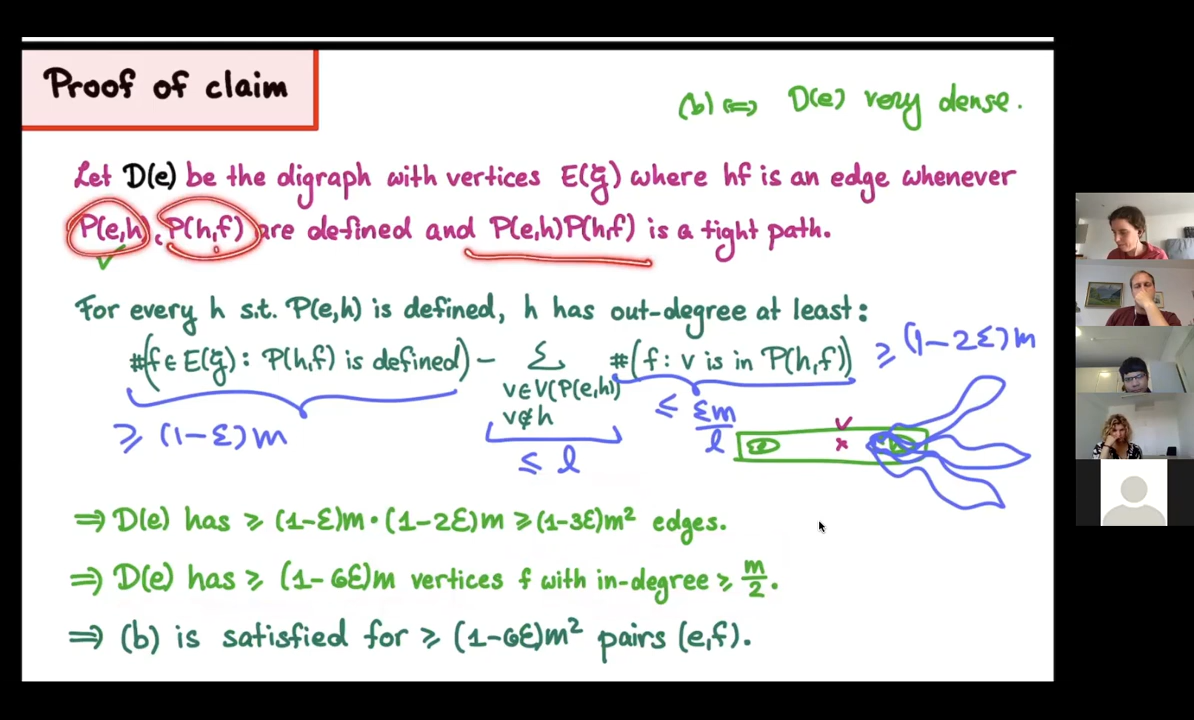 Proof of claim
(b) ⟺ D(e) very dense.
Let D(e) be the digraph with vertices E(G) where hf is an edge whenever
P(e,h), P(h,f) are defined and P(e,h)P(h,f) is a tight path.
For every h s.t. P(e,h) is defined, h has out-degree at least:
#(f ∈ E(G): P(h,f) is defined) − Σ #(f: v is in P(h,f)) ≥ (1-2ε)m
v∈V(P(e,h))
v∉h
≥ (1-ε)m
≤ l
≤ εm/l
v
x
⇒ D(e) has ≥ (1-ε)m · (1-2ε)m ≥ (1-3ε)m² edges.
⇒ D(e) has ≥ (1-6ε)m vertices f with in-degree ≥ m/2.
⇒ (b) is satisfied for ≥ (1-6ε)m² pairs (e,f).